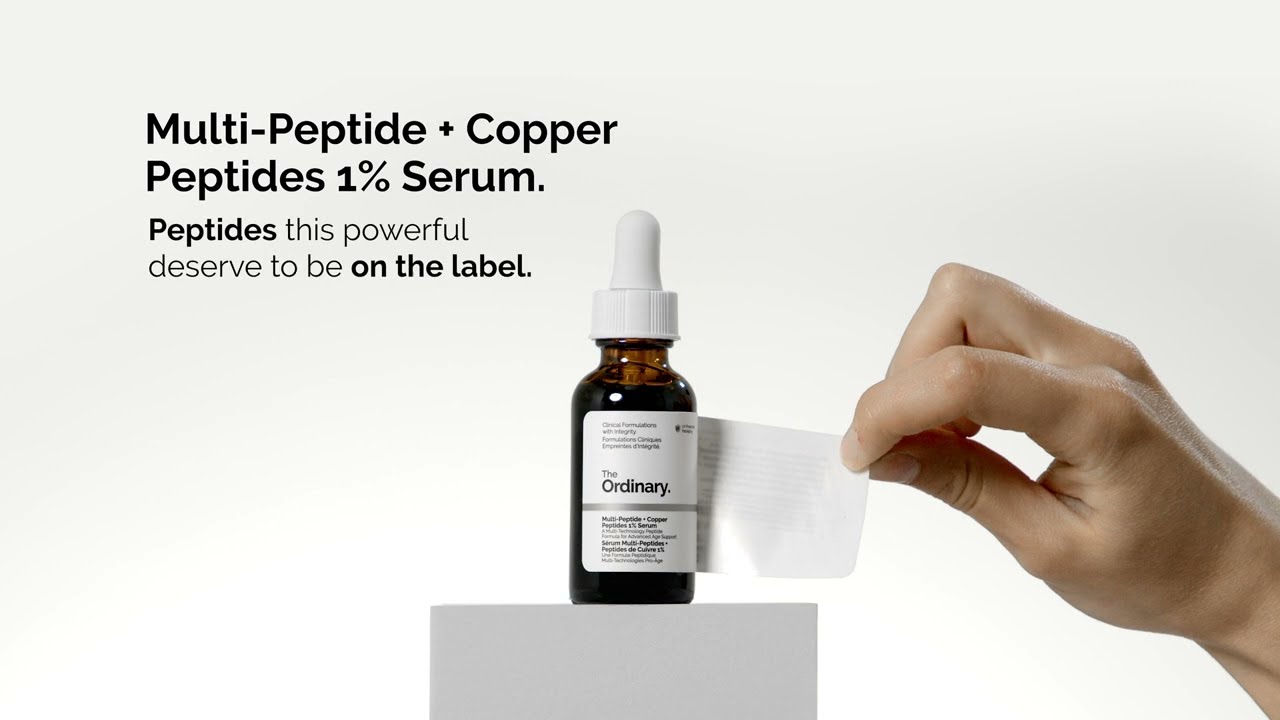 Multi-Peptide + Copper
Peptides 1% Serum.
Peptides this powerful
deserve to be on the label.
Clinical Formulations
with Integrity.
Formulations Cliniques
Empreintes d'Intégrité.
The
Ordinary.
Multi-Peptide + Copper
Peptides 1% Serum
A Multi-Technology Peptide
Formula for Advanced Age Support
Sérum Multi-Peptides +
Peptides de Cuivre 1%
Une Formule Peptidique
Multi-Technologies Pro-Âge